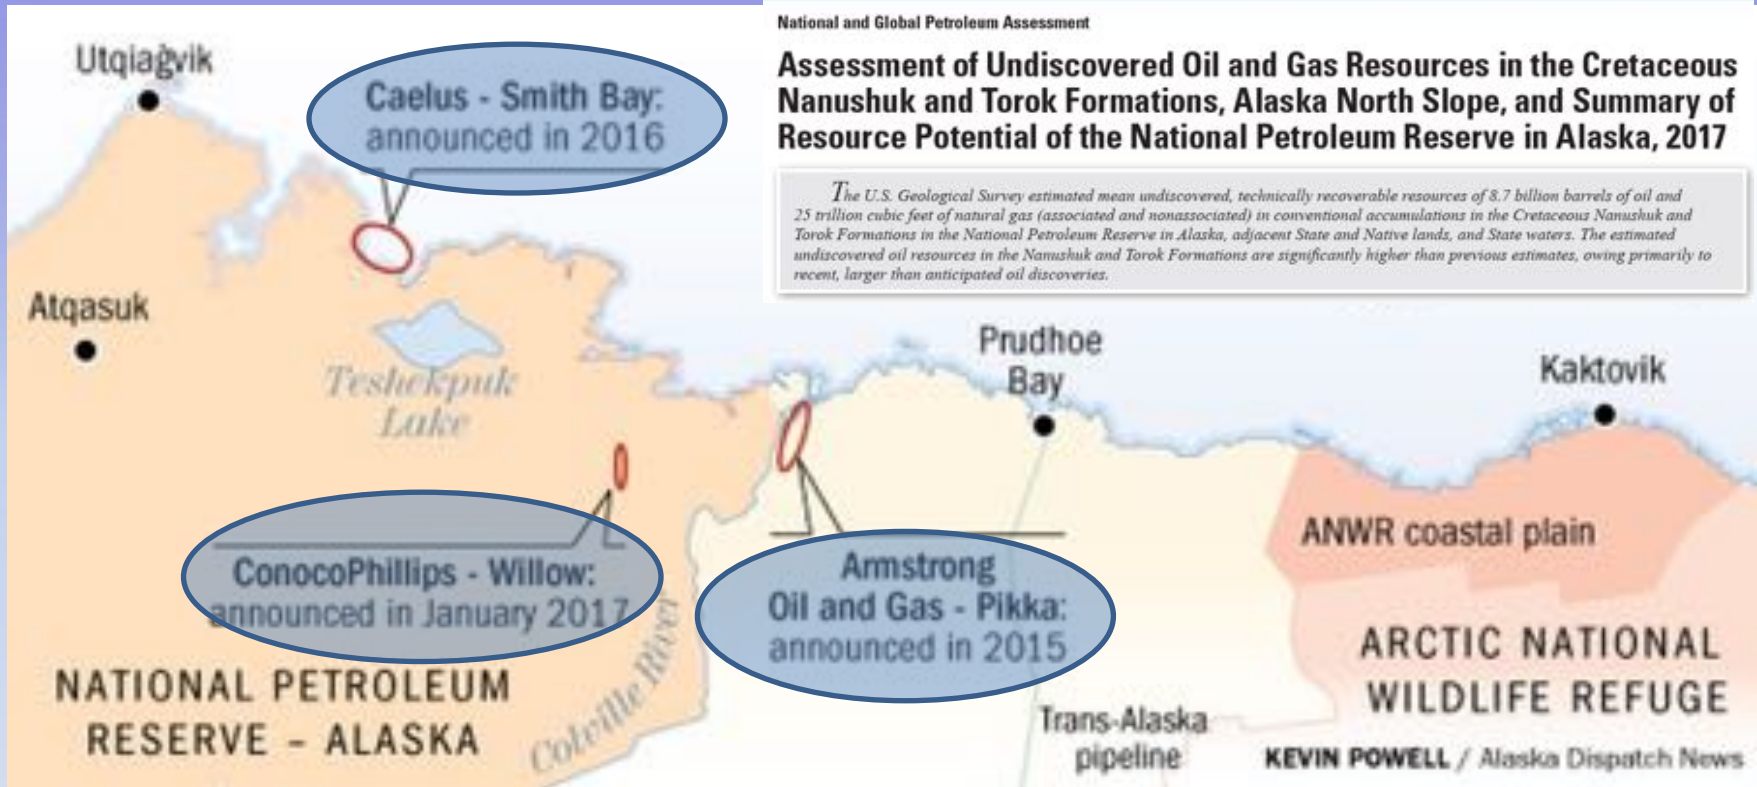 National and Global Petroleum Assessment
Assessment of Undiscovered Oil and Gas Resources in the Cretaceous
Nanushuk and Torok Formations, Alaska North Slope, and Summary of
Resource Potential of the National Petroleum Reserve in Alaska, 2017
The U.S. Geological Survey estimated mean undiscovered, technically recoverable resources of 8.7 billion barrels of oil and
25 trillion cubic feet of natural gas (associated and nonassociated) in conventional accumulations in the Cretaceous Nanushuk and
Torok Formations in the National Petroleum Reserve in Alaska, adjacent State and Native lands, and State waters. The estimated
undiscovered oil resources in the Nanushuk and Torok Formations are significantly higher than previous estimates, owing primarily to
recent, larger than anticipated oil discoveries.
Utqiaġvik
Caelus - Smith Bay:
announced in 2016
Atqasuk
Teshekpuk
Lake
Prudhoe
Bay
Kaktovik
ConocoPhillips - Willow:
announced in January 2017
Armstrong
Oil and Gas - Pikka:
announced in 2015
ANWR coastal plain
ARCTIC NATIONAL
WILDLIFE REFUGE
NATIONAL PETROLEUM
RESERVE – ALASKA
Colville River
Trans-Alaska
pipeline
KEVIN POWELL / Alaska Dispatch News